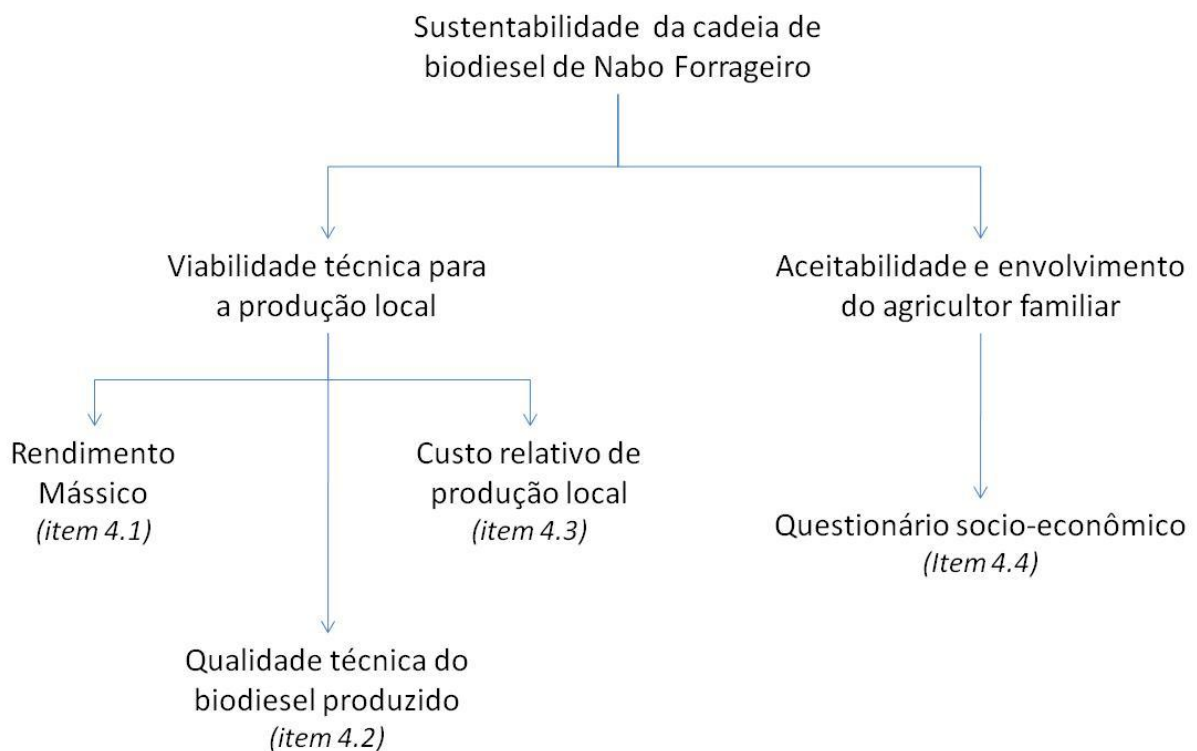 Sustentabilidade da cadeia de
biodiesel de Nabo Forrageiro
Viabilidade técnica para
a produção local
Aceitabilidade e envolvimento
do agricultor familiar
Rendimento
Mássico
(item 4.1)
Custo relativo de
produção local
(item 4.3)
Questionário socio-econômico
(Item 4.4)
Qualidade técnica do
biodiesel produzido
(item 4.2)